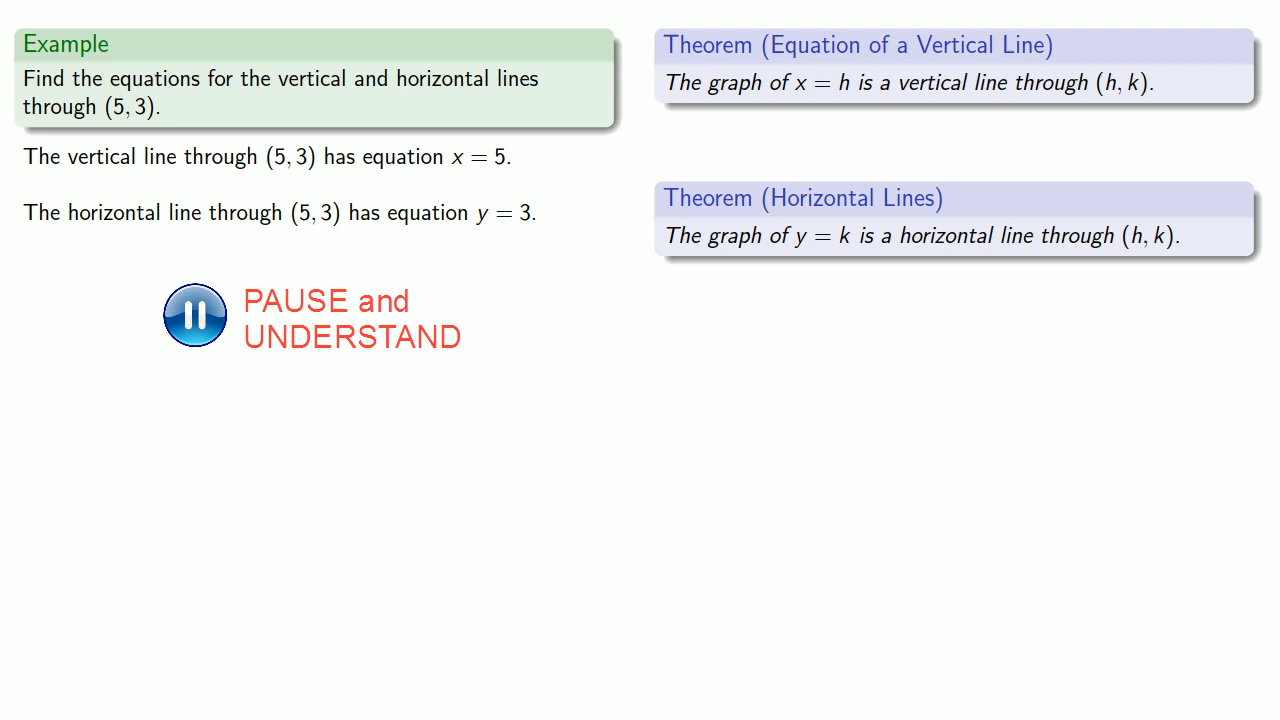 Example
Find the equations for the vertical and horizontal lines
through (5, 3).
The vertical line through (5, 3) has equation x = 5.
The horizontal line through (5, 3) has equation y = 3.
PAUSE and
UNDERSTAND
Theorem (Equation of a Vertical Line)
The graph of x = h is a vertical line through (h, k).
Theorem (Horizontal Lines)
The graph of y = k is a horizontal line through (h, k).